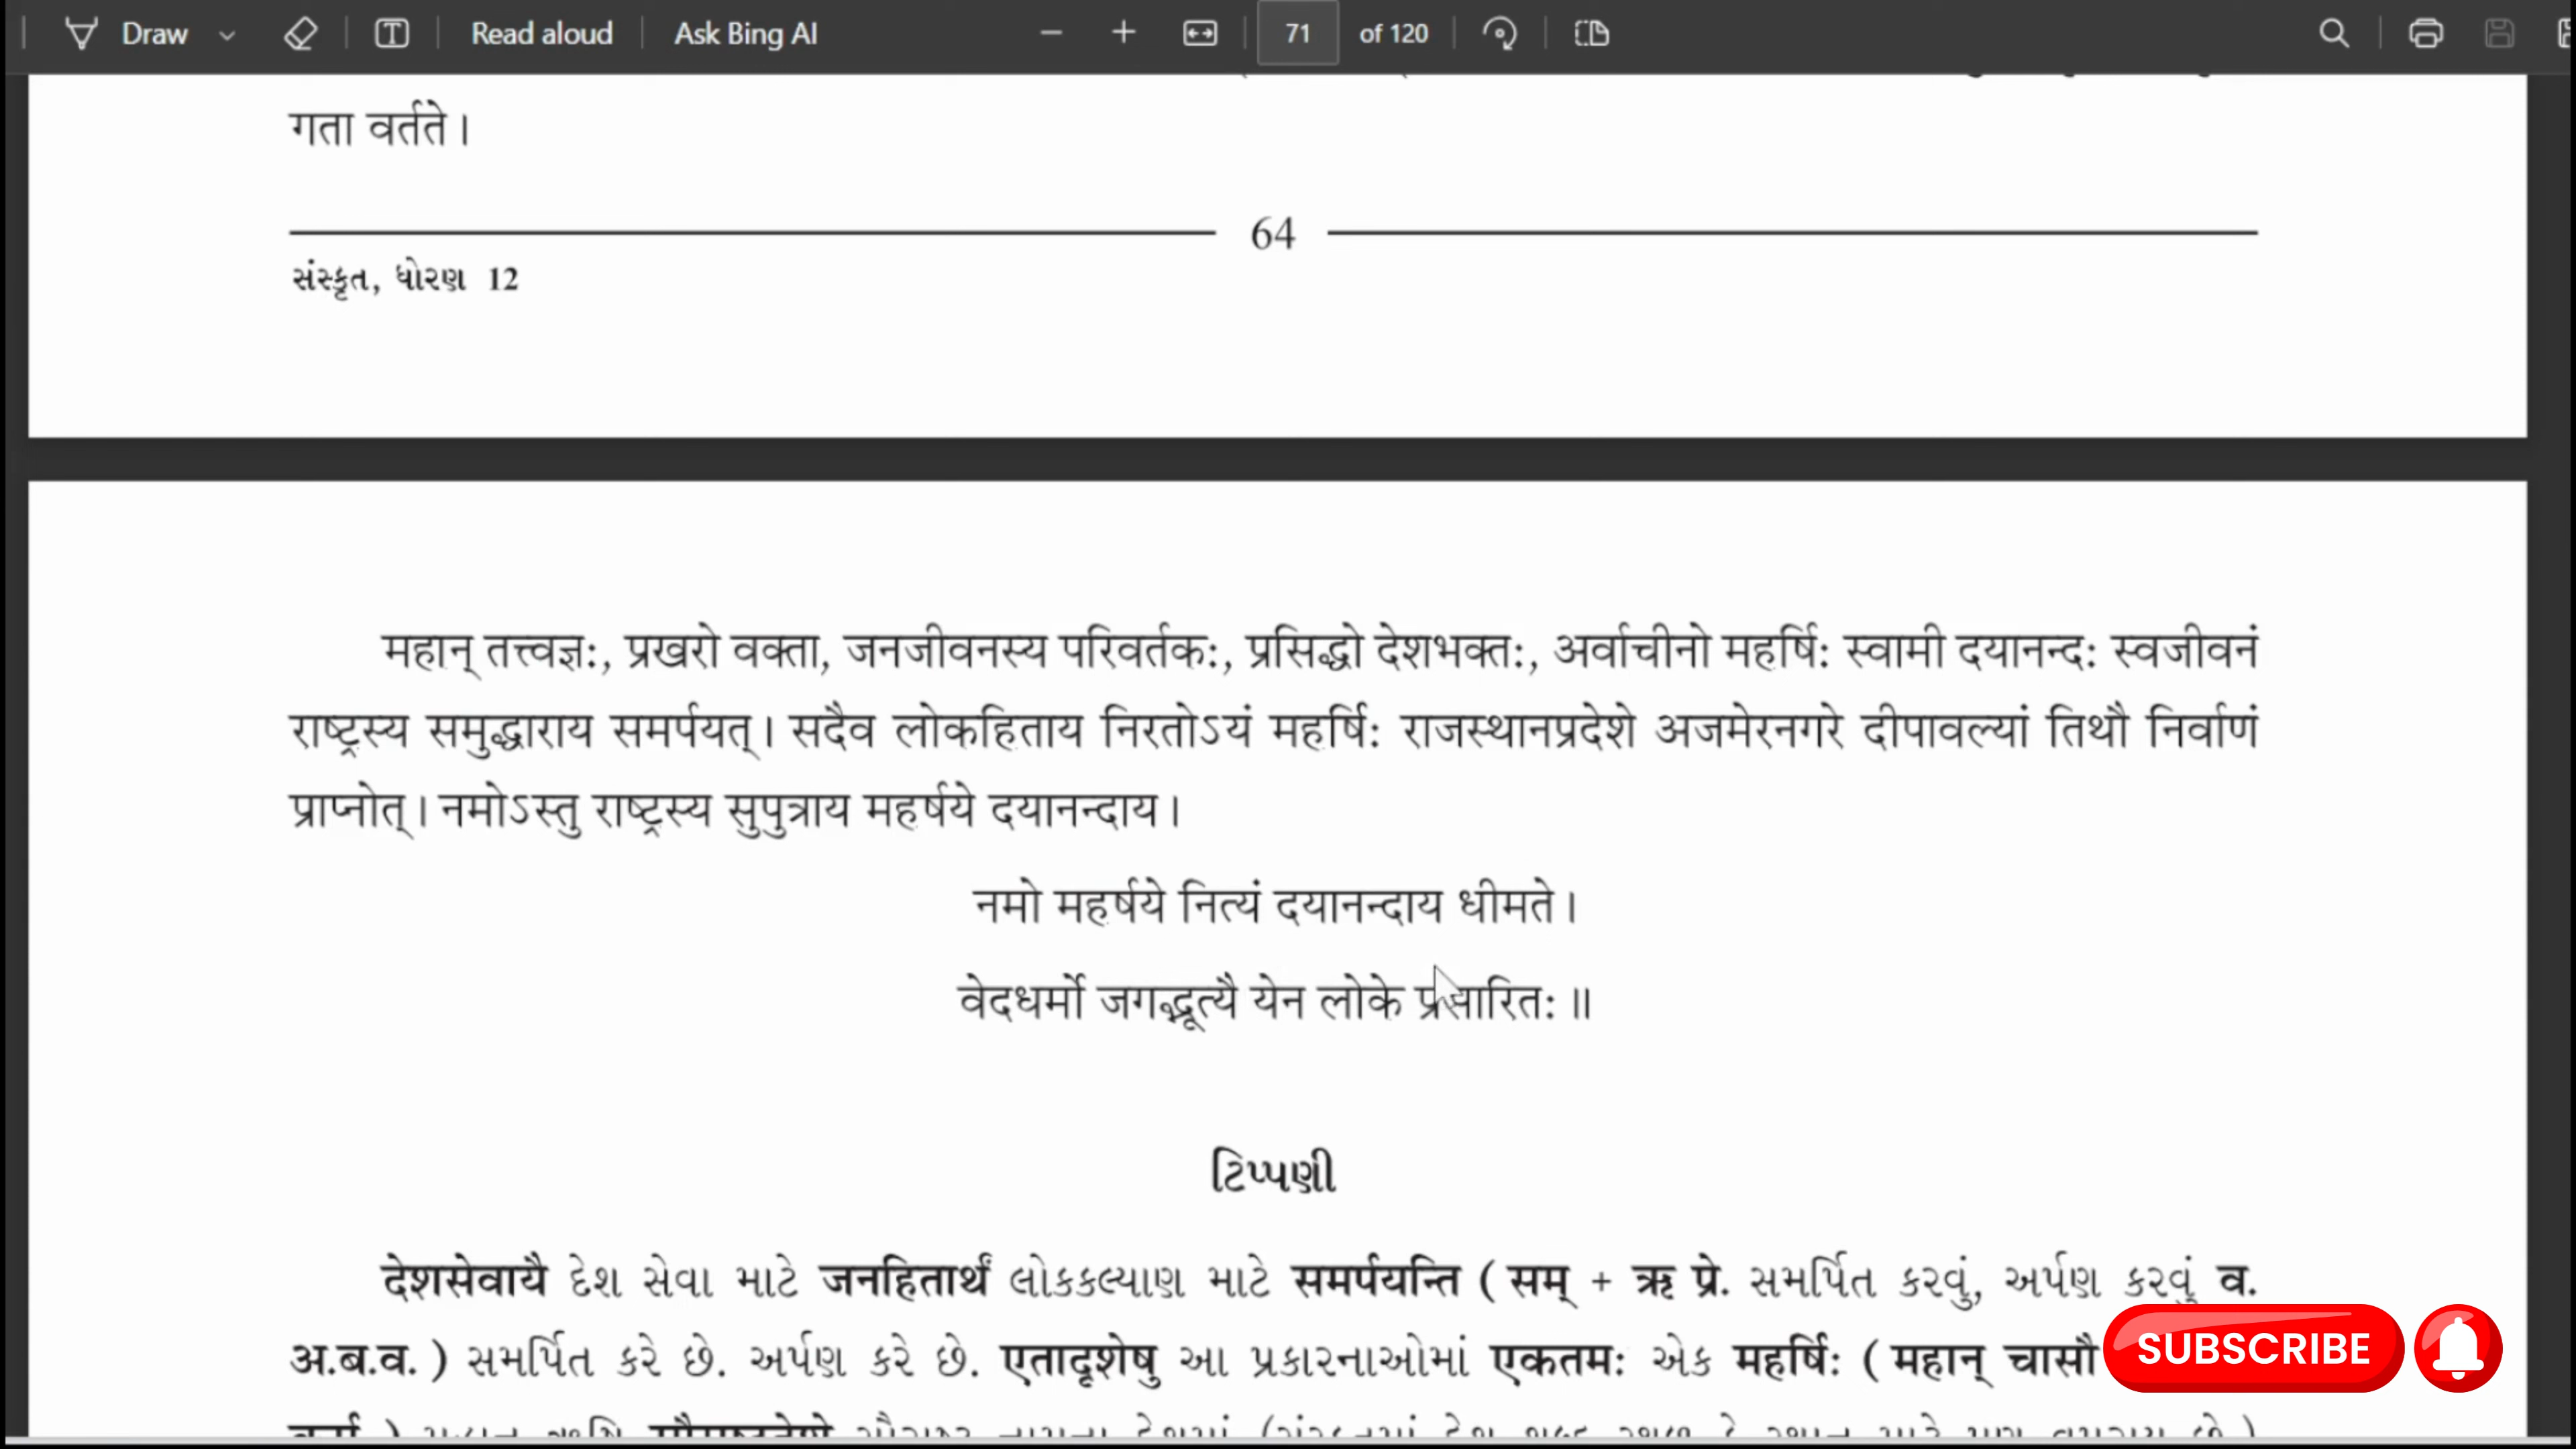 Draw
Read aloud
Ask Bing AI
71 of 120
गता वर्तते।
64
સંસ્કૃત, ધોરણ 12
महान् तत्त्वज्ञः, प्रखरो वक्ता, जनजीवनस्य परिवर्तकः, प्रसिद्धो देशभक्तः, अर्वाचीनो महर्षिः स्वामी दयानन्दः स्वजीवनं
राष्ट्रस्य समुद्धाराय समर्पयत्। सदैव लोकहिताय निरतोऽयं महर्षिः राजस्थानप्रदेशे अजमेरनगरे दीपावल्यां तिथौ निर्वाणं
प्राप्नोत्। नमोऽस्तु राष्ट्रस्य सुपुत्राय महर्षये दयानन्दाय।
नमो महर्षये नित्यं दयानन्दाय धीमते।
वेदधर्मो जगद्भूत्यै येन लोके प्रसारितः॥
ટિપ્પણી
देशसेवायै દેશ સેવા માટે जनहितार्थं લોકકલ્યાણ માટે समर्पयन्ति ( सम् + ऋ प्रे. સમર્પિત કરવું, અર્પણ કરવું व.
अ.ब.व. ) સમર્પિત કરે છે. અર્પણ કરે છે. एतादृशेषु આ પ્રકારનાઓમાં एकतमः એક महर्षिः ( महान् चासौ
SUBSCRIBE